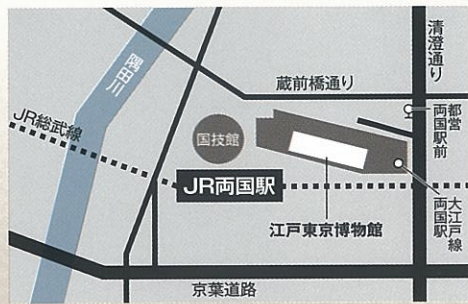 清澄通り
隅田川
蔵前橋通り
都営
両国駅前
JR総武線
国技館
JR両国駅
大江戸線
両国駅
江戸東京博物館
京葉道路